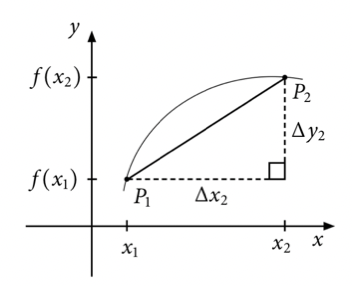 y
f(x₂)
P₂
Δy₂
f(x₁)
P₁
Δx₂
x₁
x₂
x